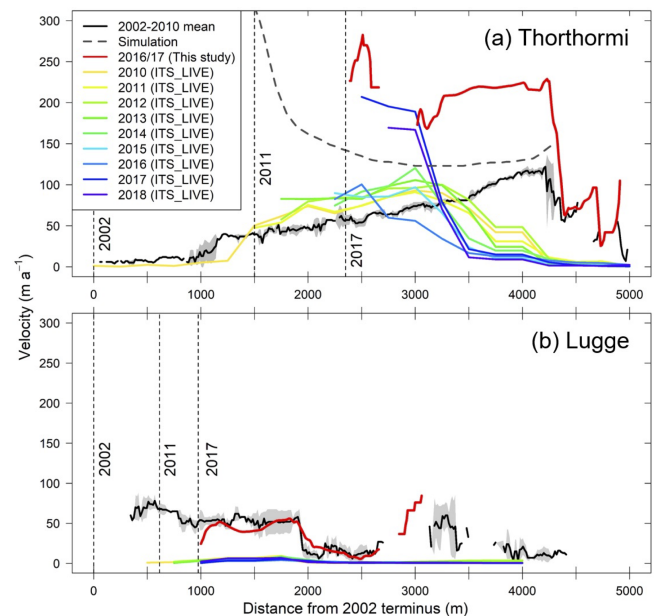 2002-2010 mean
Simulation
2016/17 (This study)
2010 (ITS_LIVE)
2011 (ITS_LIVE)
2012 (ITS_LIVE)
2013 (ITS_LIVE)
2014 (ITS_LIVE)
2015 (ITS_LIVE)
2016 (ITS_LIVE)
2017 (ITS_LIVE)
2018 (ITS_LIVE)
(a) Thorthormi
300
250
200
150
100
50
0
2002
2011
2017
0 1000 2000 3000 4000 5000
Velocity (m a⁻¹)
(b) Lugge
300
250
200
150
100
50
0
2002
2011
2017
0 1000 2000 3000 4000 5000
Distance from 2002 terminus (m)